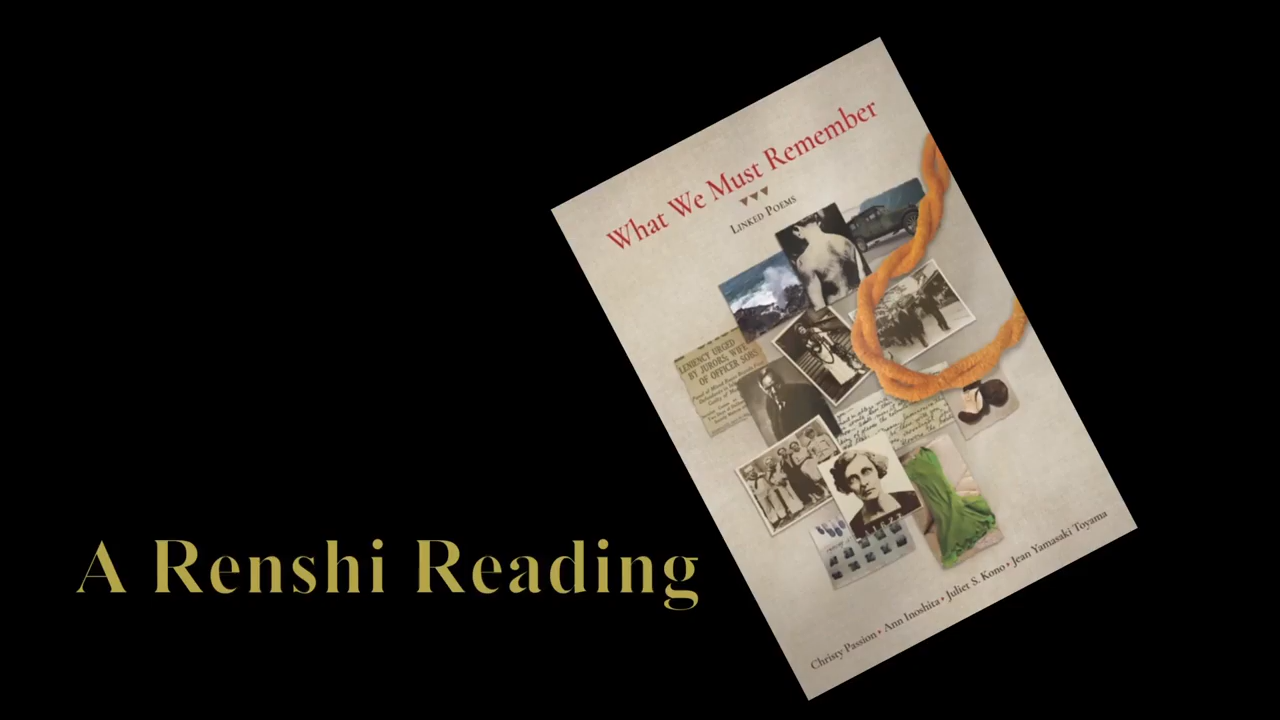 What We Must Remember
Linked Poems
LENIENCY URGED
BY JURORS; WIFE
OF OFFICER SOBS
A Renshi Reading
Christy Passion • Ann Inoshita • Juliet S. Kono • Jean Yamasaki Toyama